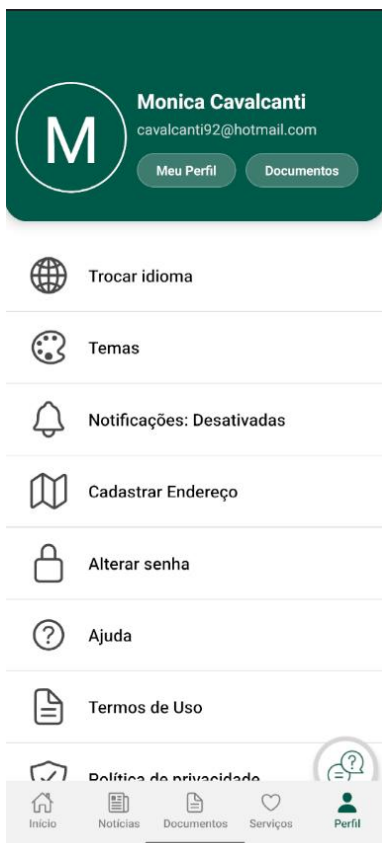 M
Monica Cavalcanti
cavalcanti92@hotmail.com
Meu Perfil
Documentos
Trocar idioma
Temas
Notificações: Desativadas
Cadastrar Endereço
Alterar senha
Ajuda
Termos de Uso
Política de privacidade
Início
Notícias
Documentos
Serviços
Perfil